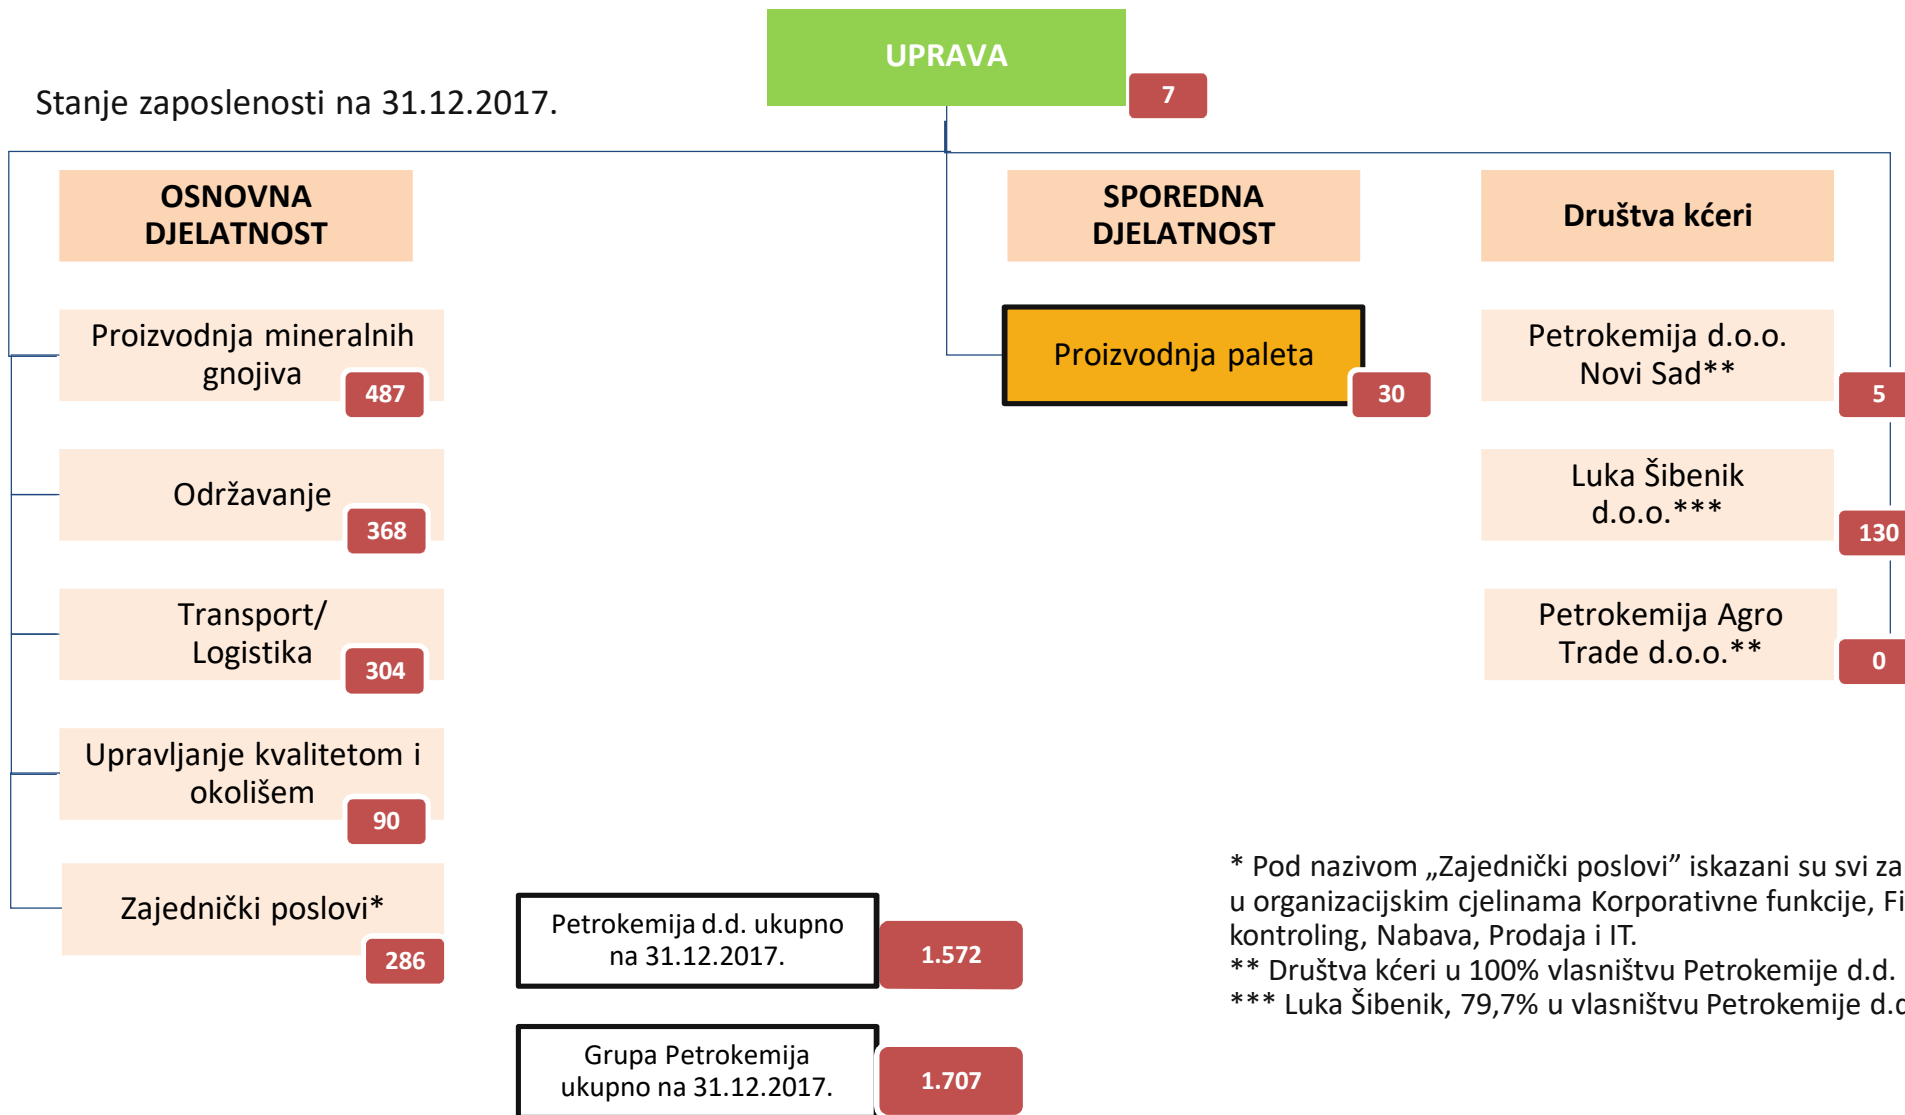 UPRAVA
7
Stanje zaposlenosti na 31.12.2017.
OSNOVNA
DJELATNOST
Proizvodnja mineralnih
gnojiva
487
Održavanje
368
Transport/
Logistika
304
Upravljanje kvalitetom i
okolišem
90
Zajednički poslovi*
286
SPOREDNA
DJELATNOST
Proizvodnja paleta
30
Društva kćeri
Petrokemija d.o.o.
Novi Sad**
5
Luka Šibenik
d.o.o.***
130
Petrokemija Agro
Trade d.o.o.**
0
Petrokemija d.d. ukupno
na 31.12.2017.
1.572
Grupa Petrokemija
ukupno na 31.12.2017.
1.707
* Pod nazivom „Zajednički poslovi” iskazani su svi
u organizacijskim cjelinama Korporativne funkcije,
kontroling, Nabava, Prodaja i IT.
** Društva kćeri u 100% vlasništvu Petrokemije d.d.
*** Luka Šibenik, 79,7% u vlasništvu Petrokemije